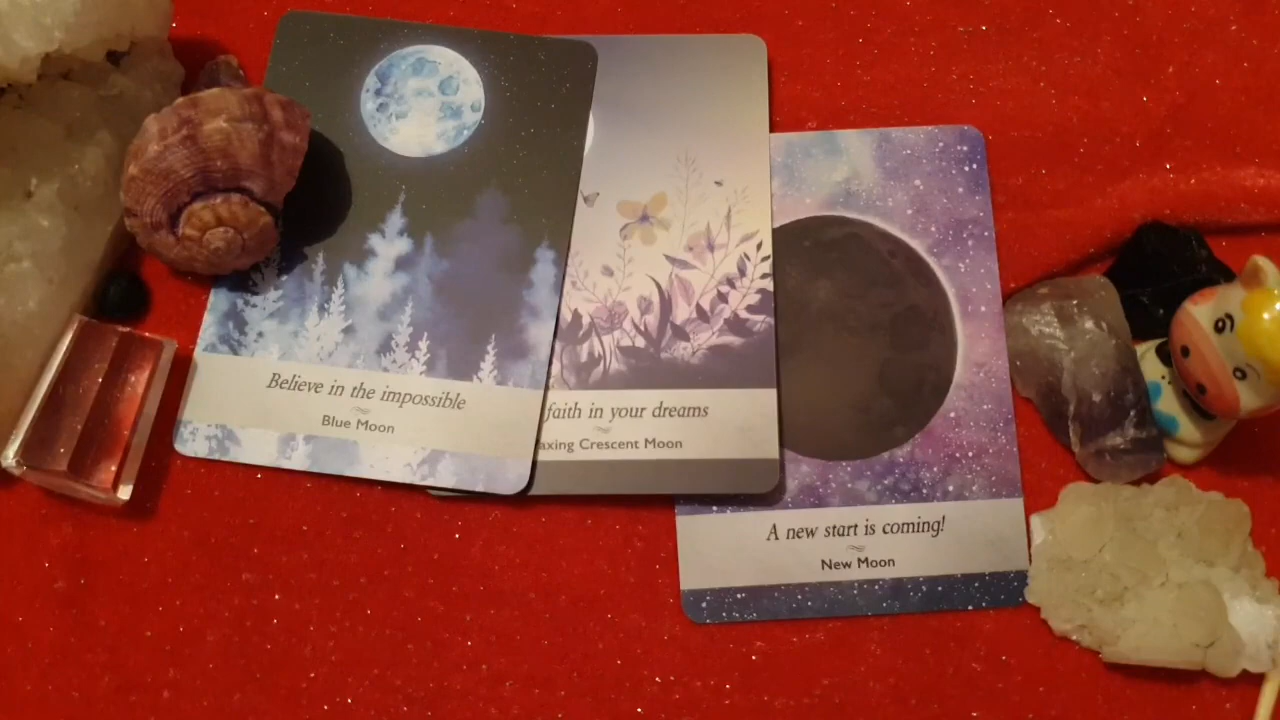 Believe in the impossible
Blue Moon
faith in your dreams
axing Crescent Moon
A new start is coming!
New Moon